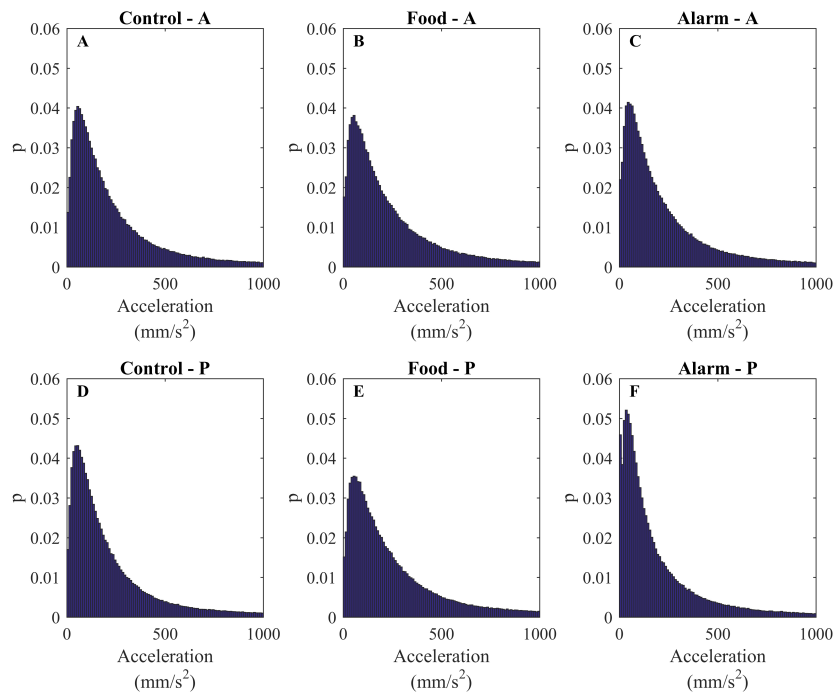 Control - A
A
0.06
0.05
0.04
0.03
0.02
0.01
0
p
0 500 1000
Acceleration
(mm/s²)
Food - A
B
0.06
0.05
0.04
0.03
0.02
0.01
0
p
0 500 1000
Acceleration
(mm/s²)
Alarm - A
C
0.06
0.05
0.04
0.03
0.02
0.01
0
p
0 500 1000
Acceleration
(mm/s²)
Control - P
D
0.06
0.05
0.04
0.03
0.02
0.01
0
p
0 500 1000
Acceleration
(mm/s²)
Food - P
E
0.06
0.05
0.04
0.03
0.02
0.01
0
p
0 500 1000
Acceleration
(mm/s²)
Alarm - P
F
0.06
0.05
0.04
0.03
0.02
0.01
0
p
0 500 1000
Acceleration
(mm/s²)